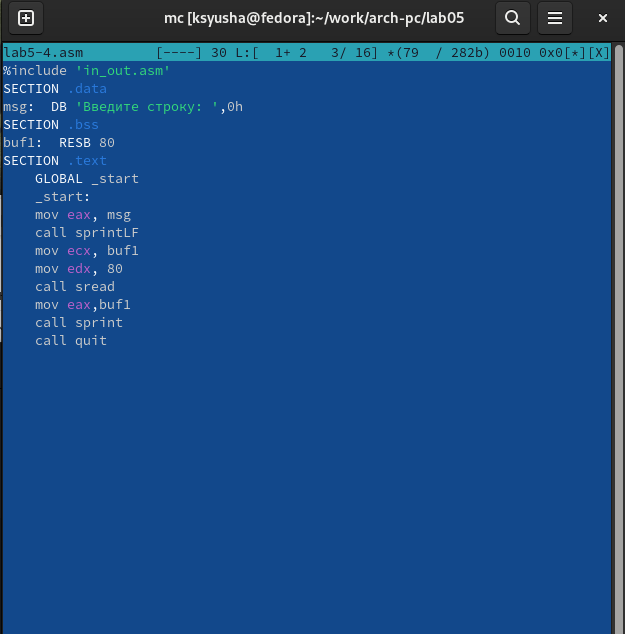 mc [ksyusha@fedora]:~/work/arch-pc/lab05
lab5-4.asm [----] 30 L:[ 1+ 2 3/ 16] *(79 / 282b) 0010 0x0[*][X]
%include 'in_out.asm'
SECTION .data
msg: DB 'Введите строку: ',0h
SECTION .bss
buf1: RESB 80
SECTION .text
GLOBAL _start
_start:
mov eax, msg
call sprintLF
mov ecx, buf1
mov edx, 80
call sread
mov eax,buf1
call sprint
call quit